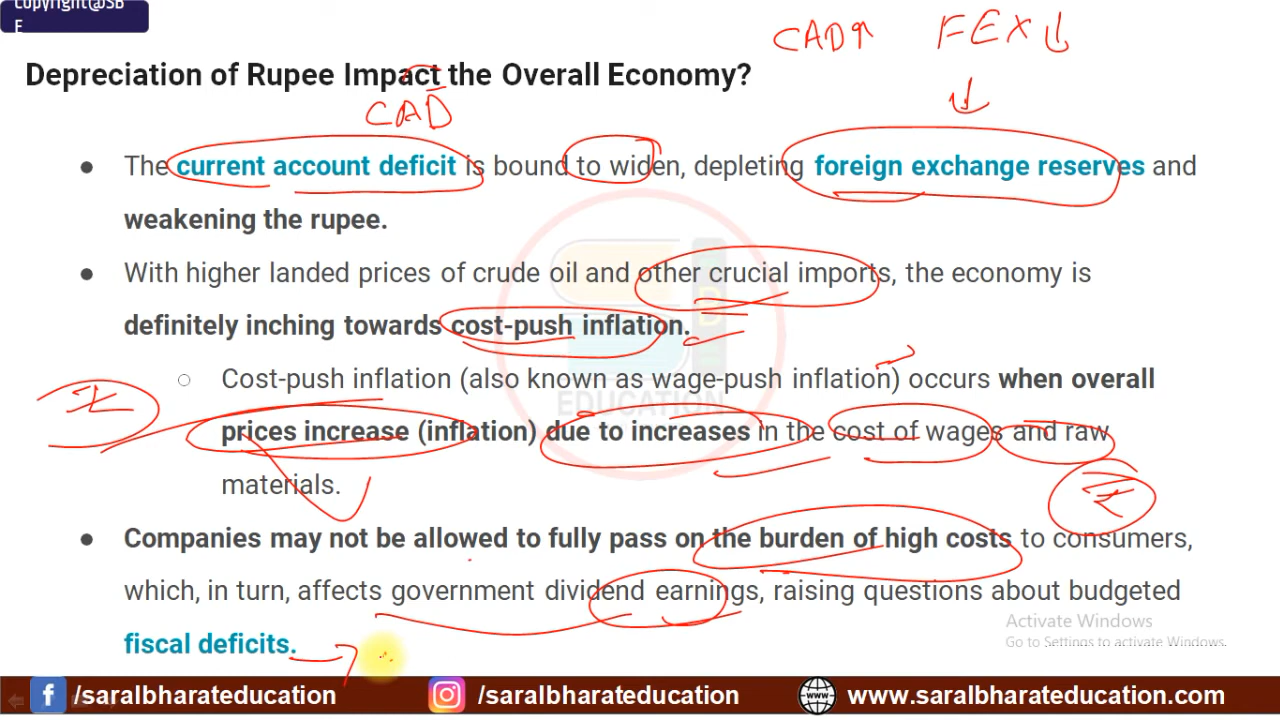 Copyright@SB
E
CAD↑ FEX↓
Depreciation of Rupee Impact the Overall Economy?
CAD
● The current account deficit is bound to widen, depleting foreign exchange reserves and
weakening the rupee.
● With higher landed prices of crude oil and other crucial imports, the economy is
definitely inching towards cost-push inflation.
○ Cost-push inflation (also known as wage-push inflation) occurs when overall
prices increase (inflation) due to increases in the cost of wages and raw
materials.
₹
● Companies may not be allowed to fully pass on the burden of high costs to consumers,
which, in turn, affects government dividend earnings, raising questions about budgeted
fiscal deficits.
EDUCATION
Activate Windows
Go to Settings to activate Windows.
/saralbharateducation
/saralbharateducation
www.saralbharateducation.com